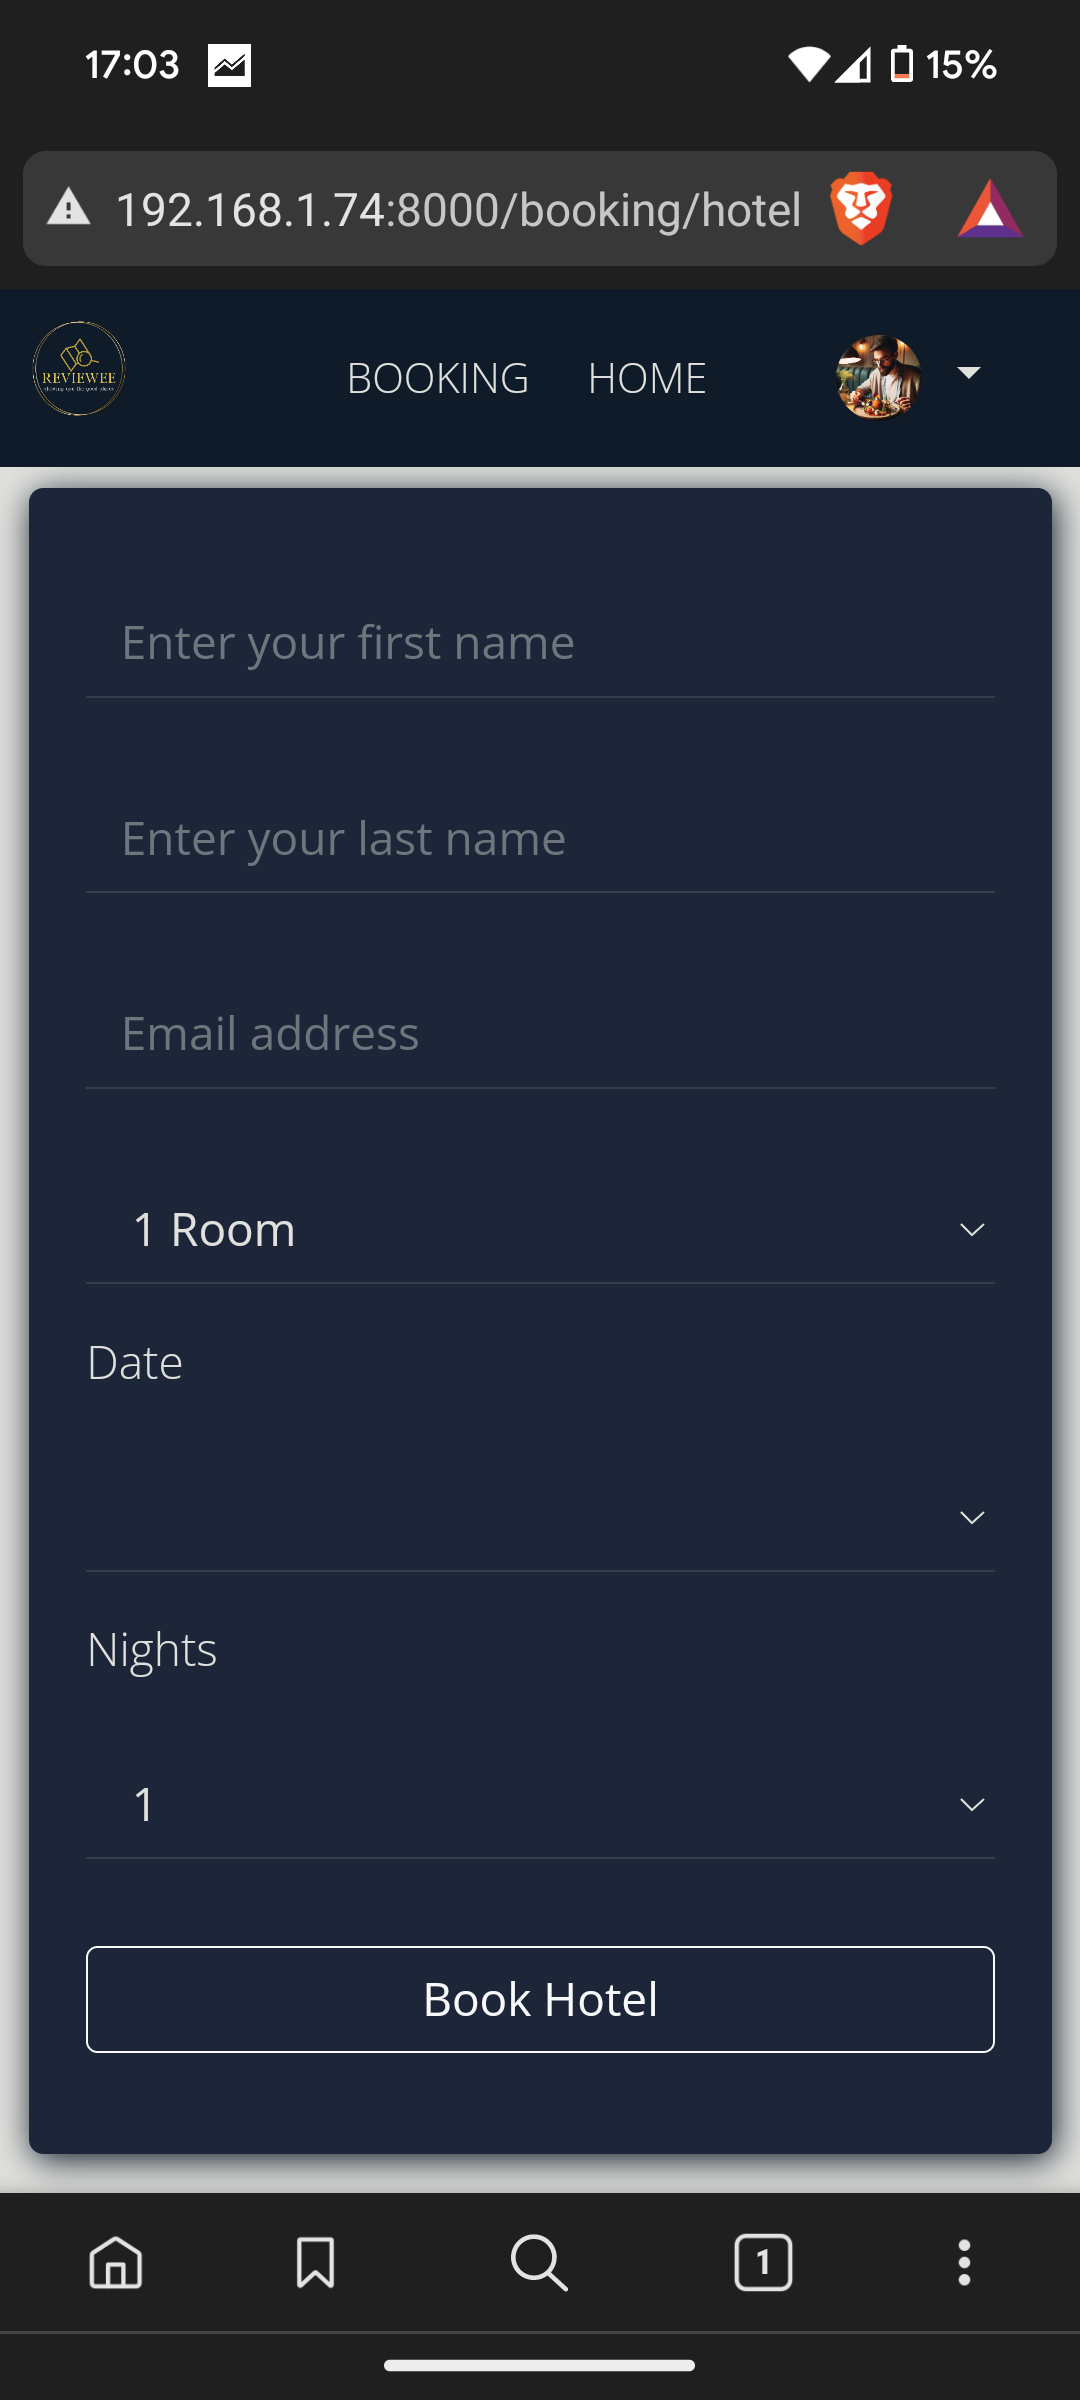 17:03
15%
192.168.1.74:8000/booking/hotel
REVIEWEE
BOOKING
HOME
Enter your first name
Enter your last name
Email address
1 Room
Date
Nights
1
Book Hotel
1